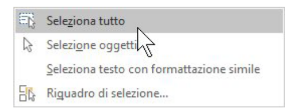 Seleziona tutto
Selezione oggetti
Seleziona testo con formattazione simile
Riquadro di selezione...